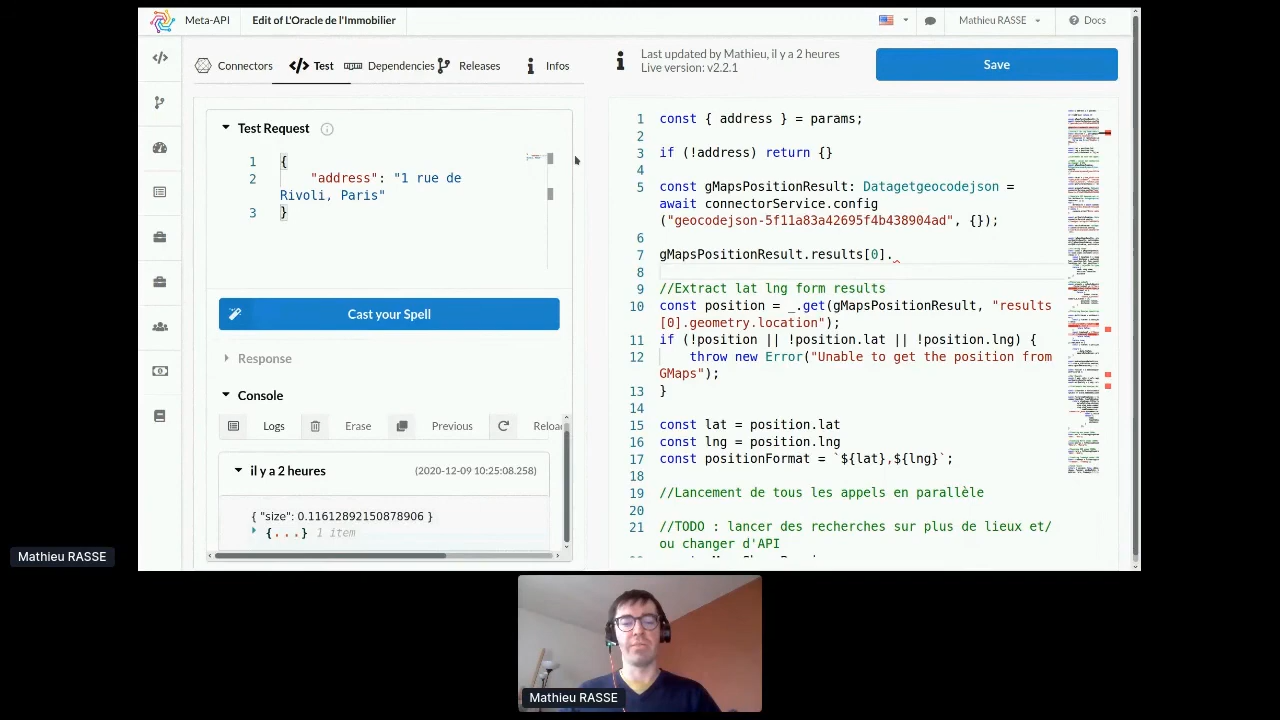 Meta-API
Edit of L'Oracle de l'Immobilier
Mathieu RASSE
Docs
Connectors
Test
Dependencies
Releases
Infos
Last updated by Mathieu, il y a 2 heures
Live version: v2.2.1
Save
Test Request
1 {
2 "address": "1 rue de
Rivoli, Paris"
3 }
Cast your Spell
Response
Console
Logs
Erase
Previous
Reloa
il y a 2 heures
(2020-12-09 10:25:08.258)
{ "size": 0.11612892150878906 }
{...} 1 item
1 const { address } = params;
2
3 if (!address) return {}
4
5 const gMapsPositionResult: Datagetgeocodejson =
await
("geocodejson-
{});
6
7 gMapsPositionResult.results[0].
8
9 //Extract lat lng form results
10 const position = _.get(gMapsPositionResult, "results
[0].geometry.location");
11 if (!position || !position.lat || !position.lng) {
12 throw new Error("Unoble to get the position from
GMaps");
13 }
14
15 const lat = position.lat
16 const lng = position.lng
17 const positionFormated = `${lat},${lng}`;
18
19 //Lancement de tous les appels en parallèle
20
21 //TODO : lancer des recherches sur plus de lieux et/
ou changer d'API
Mathieu RASSE
Mathieu RASSE